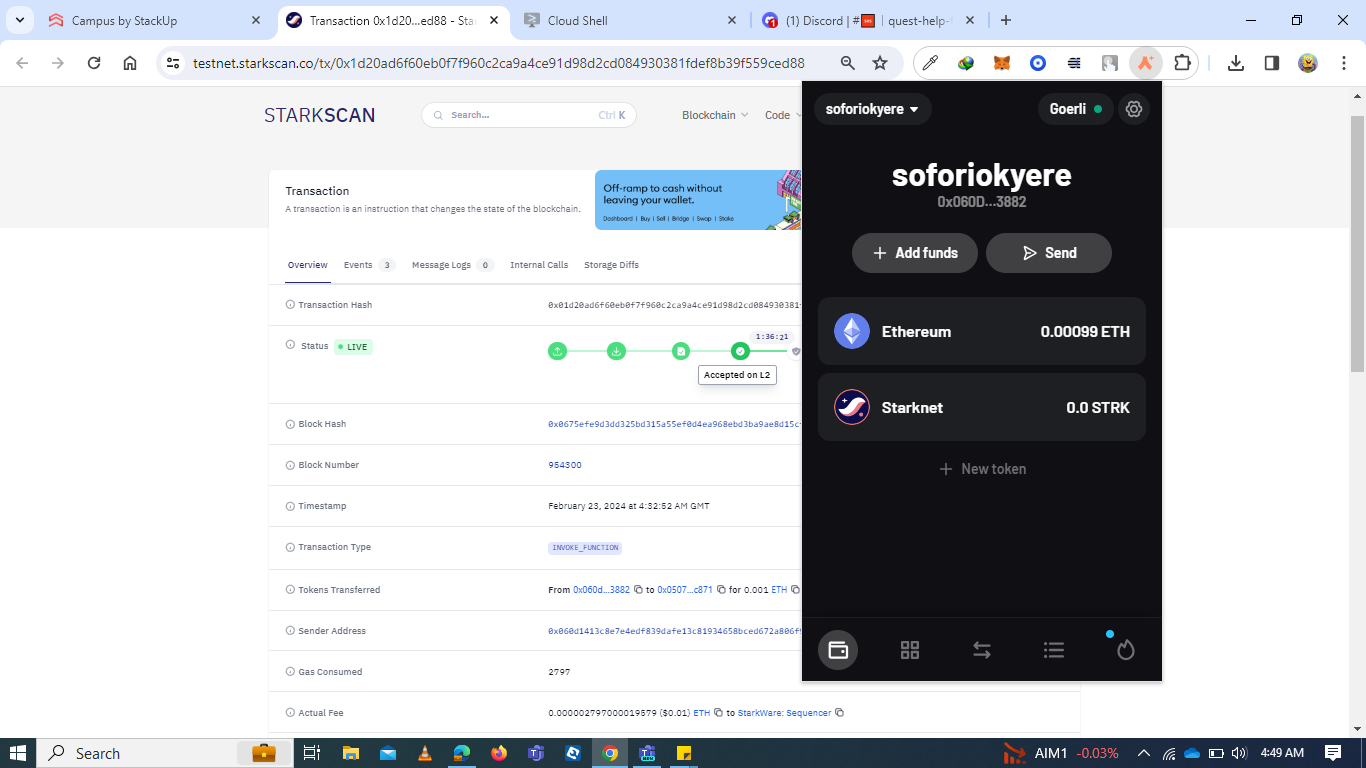 Campus by StackUp
Transaction 0x1d20...ed88 - Sta
Cloud Shell
(1) Discord | # | quest-help-f
testnet.starkscan.co/tx/0x1d20ad6f60eb0f7f960c2ca9a4ce91d98d2cd084930381fdef8b39f559ced88
STARKSCAN
Search...
Ctrl K
Blockchain
Code
Transaction
A transaction is an instruction that changes the state of the blockchain.
Off-ramp to cash without
leaving your wallet.
Dashboard | Buy | Sell | Bridge | Swap | Stake
Overview
Events 3
Message Logs 0
Internal Calls
Storage Diffs
Transaction Hash
0x01d20ad6f60eb0f7f960c2ca9a4ce91d98d2cd084930381
Status
LIVE
1:36:21
Accepted on L2
Block Hash
0x0675efe9d3dd325bd315a55ef0d4ea968ebd3ba9ae8d15c
Block Number
954300
Timestamp
February 23, 2024 at 4:32:52 AM GMT
Transaction Type
INVOKE_FUNCTION
Tokens Transferred
From 0x060d...3882 to 0x0507...c871 for 0.001 ETH
Sender Address
0x060d1413c8e7e4edf839dafe13c81934658bced672a806f
Gas Consumed
2797
Actual Fee
0.000002797000019579 ($0.01) ETH to StarkWare: Sequencer
soforiokyere
Goerli
soforiokyere
0x060D...3882
Add funds
Send
Ethereum
0.00099 ETH
Starknet
0.0 STRK
New token
Search
AIM1 -0.03%
4:49 AM